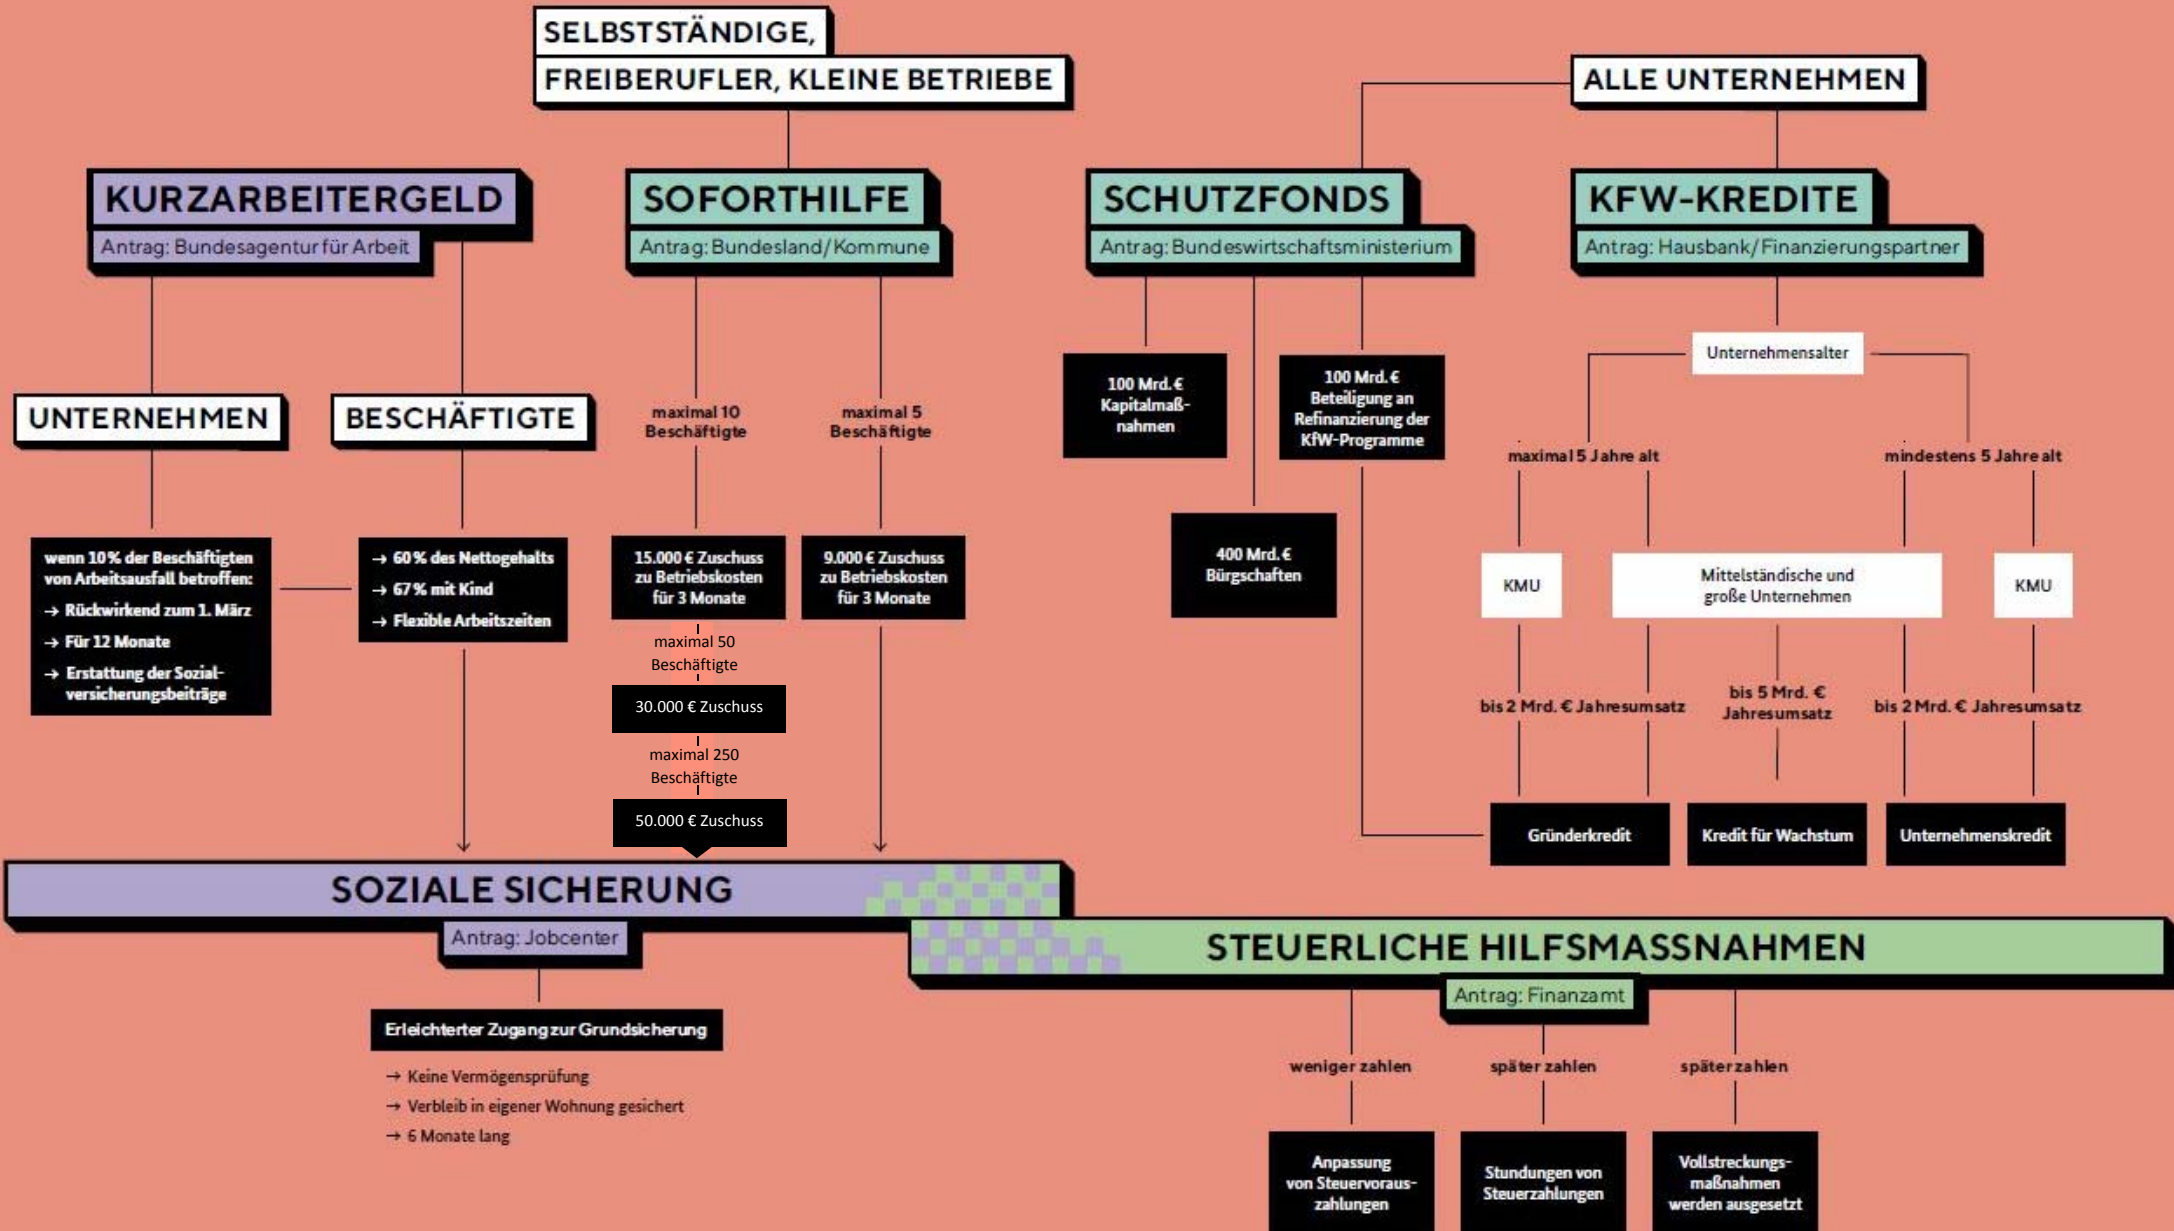 SELBSTSTÄNDIGE,
FREIBERUFLER, KLEINE BETRIEBE
ALLE UNTERNEHMEN
KURZARBEITERGELD
Antrag: Bundesagentur für Arbeit
SOFORTHILFE
Antrag: Bundesland/Kommune
SCHUTZFONDS
Antrag: Bundeswirtschaftsministerium
KFW-KREDITE
Antrag: Hausbank/Finanzierungspartner
UNTERNEHMEN
BESCHÄFTIGTE
wenn 10% der Beschäftigten
von Arbeitsausfall betroffen:
→ Rückwirkend zum 1. März
→ Für 12 Monate
→ Erstattung der Sozial-
versicherungsbeiträge
→ 60% des Nettogehalts
→ 67% mit Kind
→ Flexible Arbeitszeiten
maximal 10
Beschäftigte
15.000 € Zuschuss
zu Betriebskosten
für 3 Monate
maximal 50
Beschäftigte
30.000 € Zuschuss
maximal 250
Beschäftigte
50.000 € Zuschuss
maximal 5
Beschäftigte
9.000 € Zuschuss
zu Betriebskosten
für 3 Monate
100 Mrd. €
Kapitalmaß-
nahmen
400 Mrd. €
Bürgschaften
100 Mrd. €
Beteiligung an
Refinanzierung der
KfW-Programme
Unternehmensalter
maximal 5 Jahre alt
mindestens 5 Jahre alt
KMU
Mittelständische und
große Unternehmen
KMU
bis 2 Mrd. € Jahresumsatz
bis 5 Mrd. €
Jahresumsatz
bis 2 Mrd. € Jahresumsatz
Gründerkredit
Kredit für Wachstum
Unternehmenskredit
SOZIALE SICHERUNG
Antrag: Jobcenter
Erleichterter Zugang zur Grundsicherung
→ Keine Vermögensprüfung
→ Verbleib in eigener Wohnung gesichert
→ 6 Monate lang
STEUERLICHE HILFSMASSNAHMEN
Antrag: Finanzamt
weniger zahlen
Anpassung
von Steuervoraus-
zahlungen
später zahlen
Stundungen von
Steuerzahlungen
später zahlen
Vollstreckungs-
maßnahmen
werden ausgesetzt